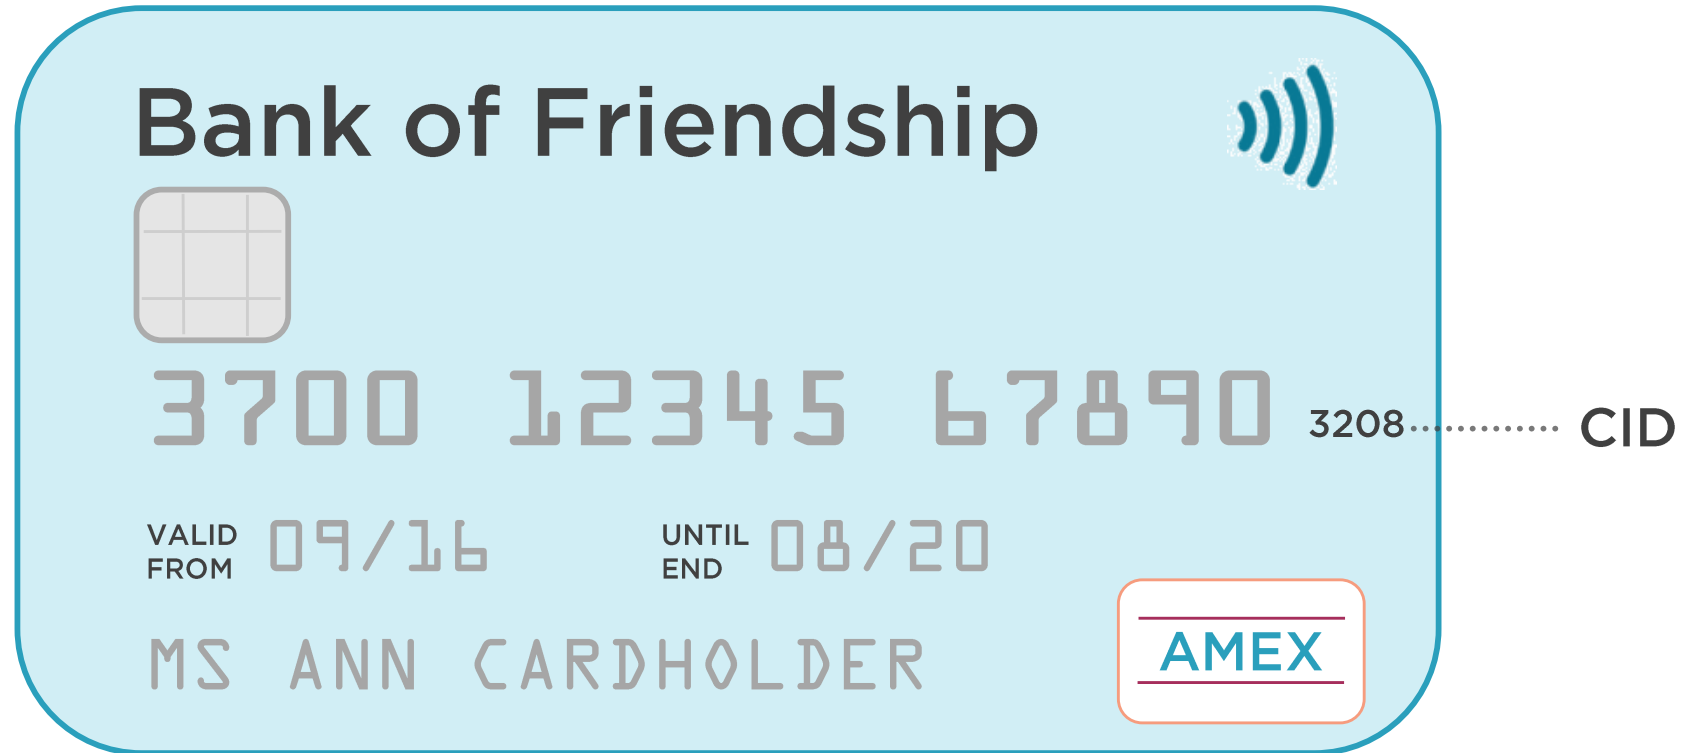 Bank of Friendship
3700 12345 67890 3208 CID
VALID FROM 09/16 UNTIL END 08/20
MS ANN CARDHOLDER
AMEX